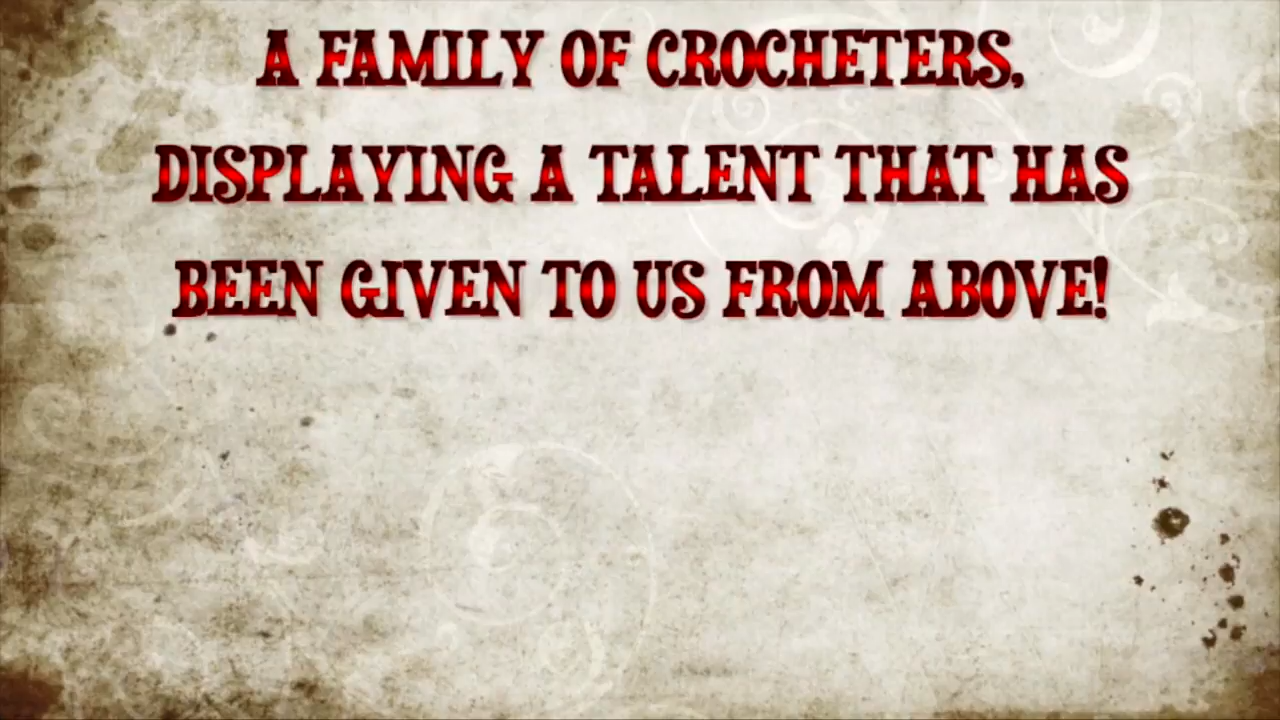 A FAMILY OF CROCHETERS,
DISPLAYING A TALENT THAT HAS
BEEN GIVEN TO US FROM ABOVE!